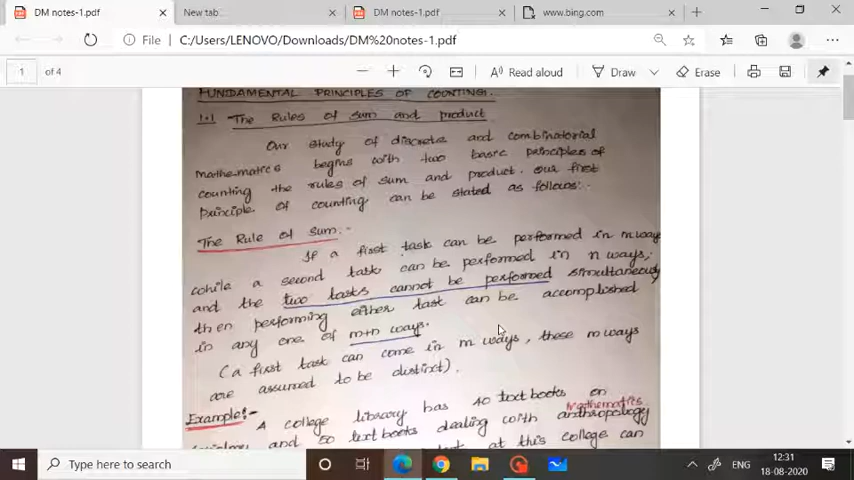 DM notes-1.pdf
New tab
DM notes-1.pdf
www.bing.com
File C:/Users/LENOVO/Downloads/DM%20notes-1.pdf
1 of 4
Read aloud
Draw
Erase
FUNDAMENTAL PRINCIPLES OF COUNTING:
1.1 The Rules of sum and product
Our study of discrete and combinatorial
mathematics begins with two basic principles of
counting the rules of sum and product. our first
principle of counting can be stated as follows:-
The Rule of Sum:-
If a first task can be performed in m ways
while a second task can be performed in n ways.
and the two tasks cannot be performed simultaneously
then performing either task can be accomplished
in any one of m+n ways.
(a first task can come in m ways, these m ways
are assumed to be distinct).
Example:- A college library has 40 textbooks on
Mathematics
and 50 textbooks dealing with anthropology
at this college can
Type here to search
ENG
12:31
18-08-2020